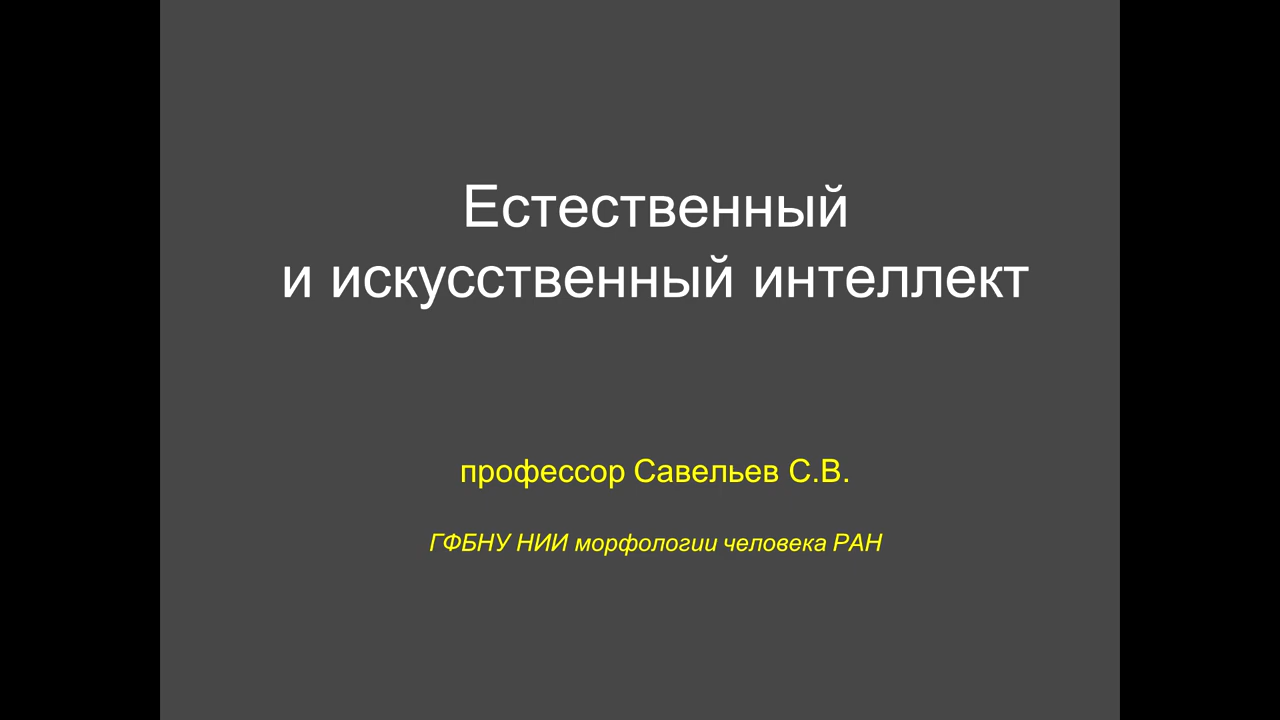 Естественный
и искусственный интеллект
профессор Савельев С.В.
ГФБНУ НИИ морфологии человека РАН